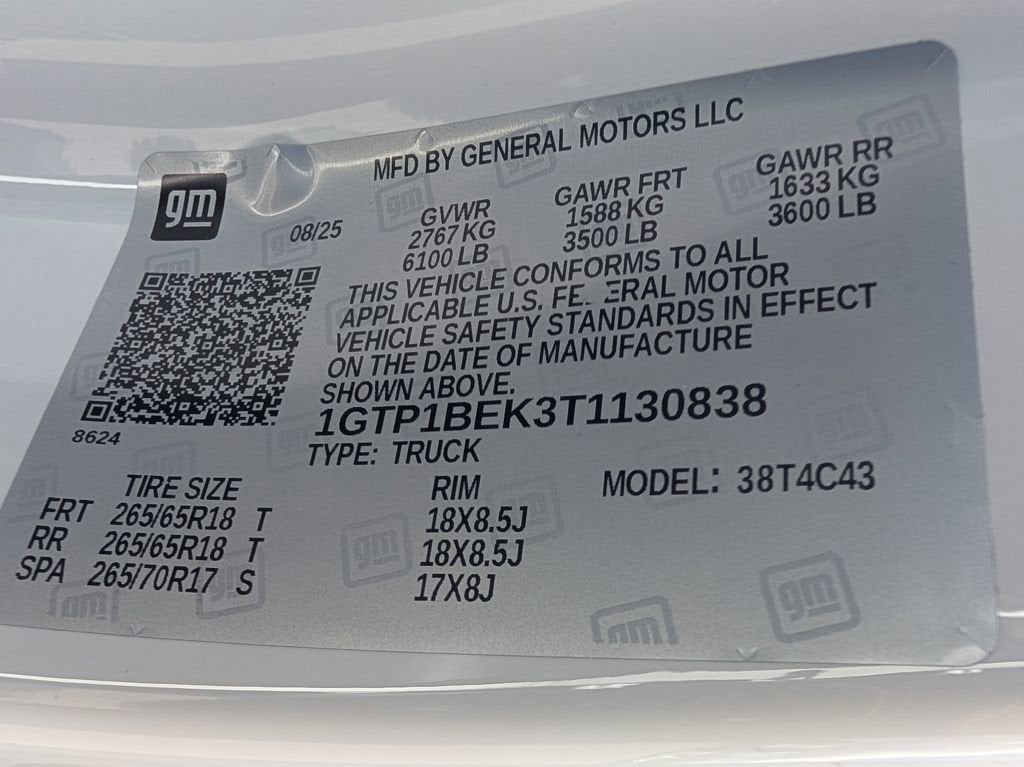 MFD BY GENERAL MOTORS LLC
gm
08/25
GVWR
2767 KG
6100 LB
GAWR FRT
1588 KG
3500 LB
GAWR RR
1633 KG
3600 LB
THIS VEHICLE CONFORMS TO ALL
APPLICABLE U.S. FEDERAL MOTOR
VEHICLE SAFETY STANDARDS IN EFFECT
ON THE DATE OF MANUFACTURE
SHOWN ABOVE.
1GTP1BEK3T1130838
8624
TYPE: TRUCK
MODEL: 38T4C43
TIRE SIZE RIM
FRT 265/65R18 T 18X8.5J
RR 265/65R18 T 18X8.5J
SPA 265/70R17 S 17X8J